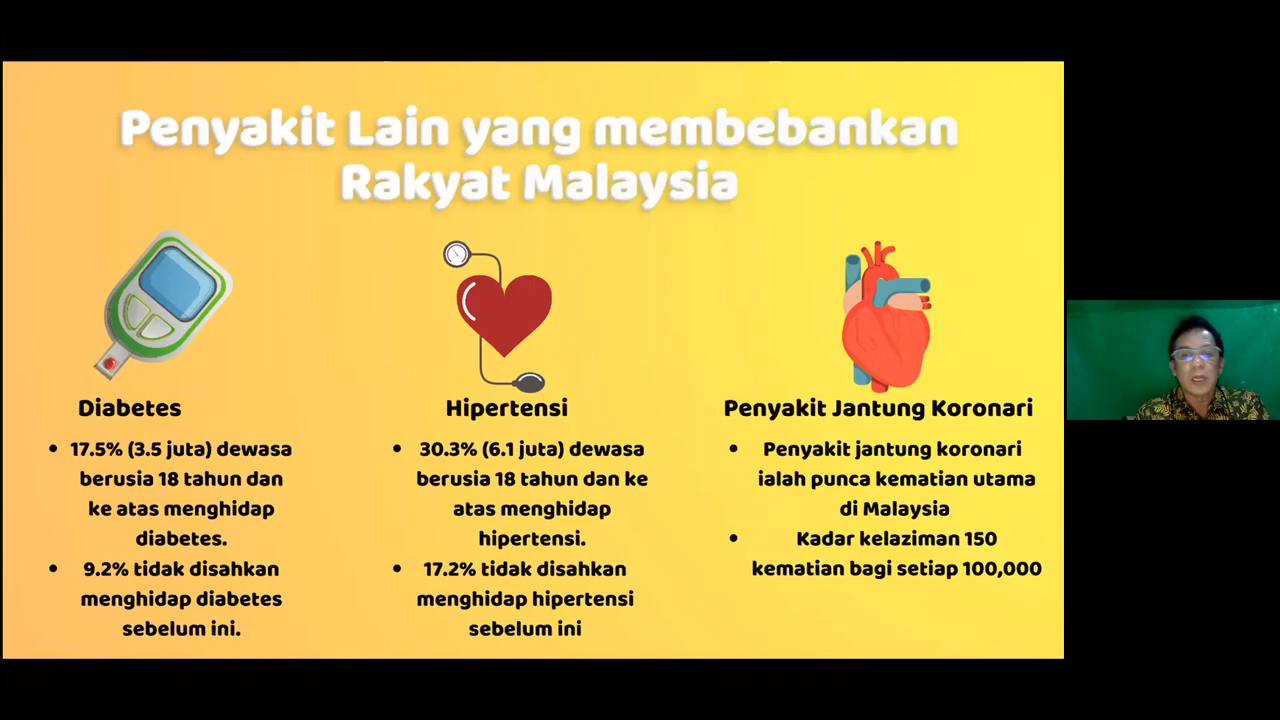 Penyakit Lain yang membebankan
Rakyat Malaysia
Diabetes
• 17.5% (3.5 juta) dewasa
berusia 18 tahun dan
ke atas menghidap
diabetes.
• 9.2% tidak disahkan
menghidap diabetes
sebelum ini.
Hipertensi
• 30.3% (6.1 juta) dewasa
berusia 18 tahun dan ke
atas menghidap
hipertensi.
• 17.2% tidak disahkan
menghidap hipertensi
sebelum ini
Penyakit Jantung Koronari
• Penyakit jantung koronari
ialah punca kematian utama
di Malaysia
• Kadar kelaziman 150
kematian bagi setiap 100,000